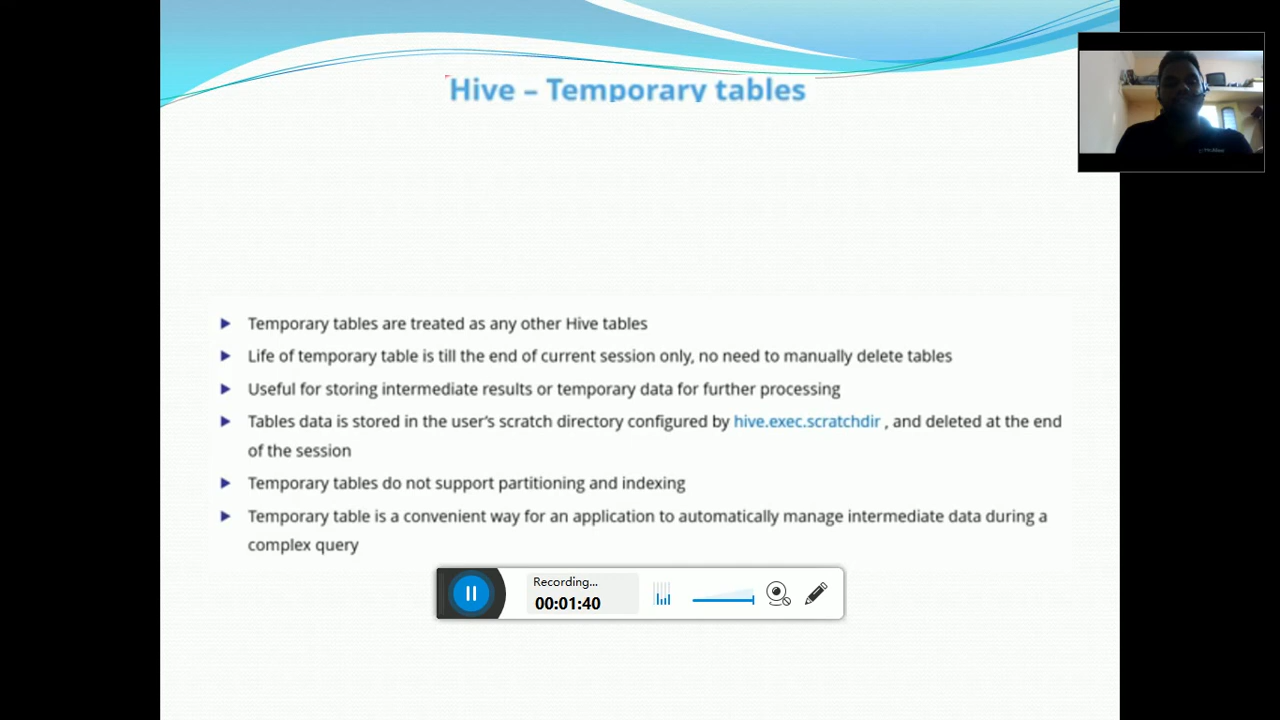 Hive – Temporary tables
Temporary tables are treated as any other Hive tables
Life of temporary table is till the end of current session only, no need to manually delete tables
Useful for storing intermediate results or temporary data for further processing
Tables data is stored in the user's scratch directory configured by hive.exec.scratchdir , and deleted at the end
of the session
Temporary tables do not support partitioning and indexing
Temporary table is a convenient way for an application to automatically manage intermediate data during a
complex query
Recording...
00:01:40